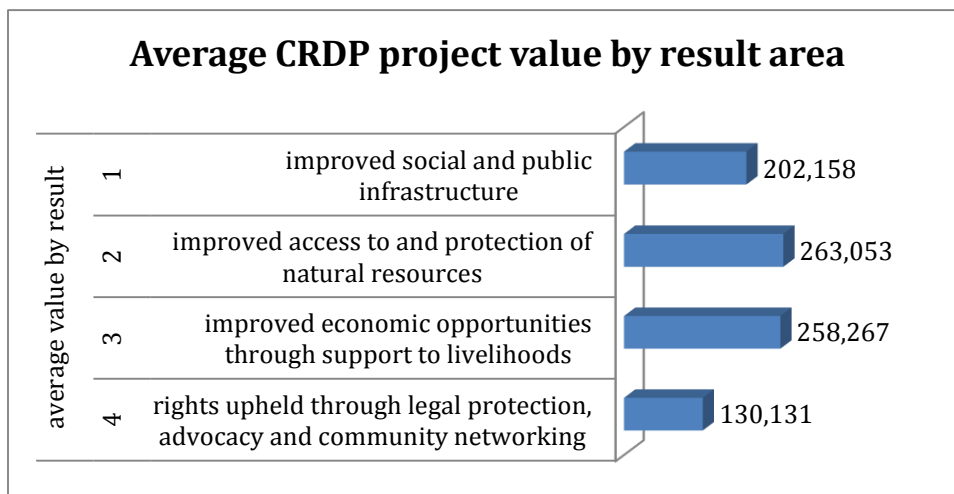 Average CRDP project value by result area
average value by result
1
improved social and public
infrastructure
202,158
2
improved access to and protection of
natural resources
263,053
3
improved economic opportunities
through support to livelihoods
258,267
4
rights upheld through legal protection,
advocacy and community networking
130,131